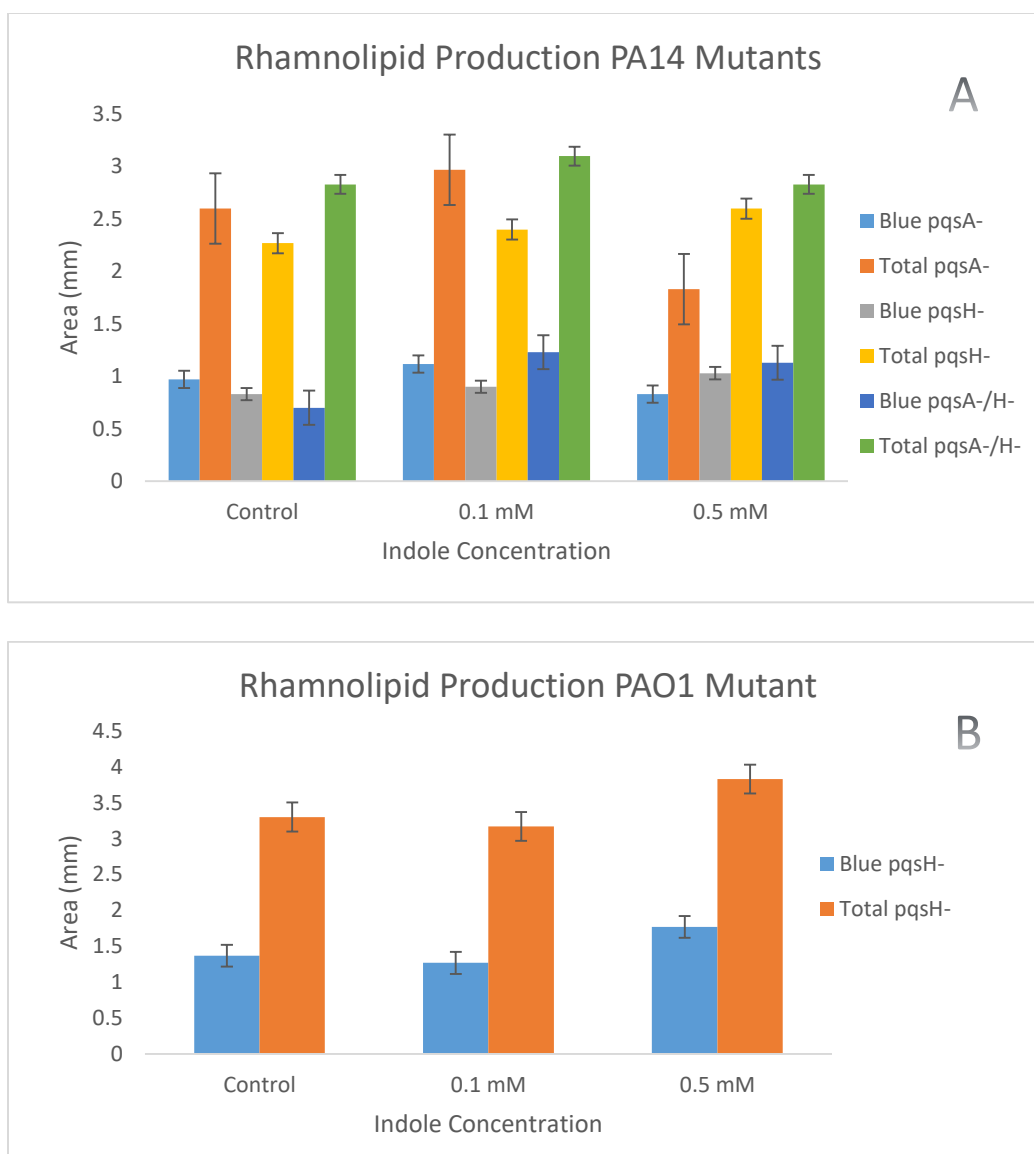 Rhamnolipid Production PA14 Mutants
A
3.5
3
2.5
2
1.5
1
0.5
0
Area (mm)
Control
0.1 mM
0.5 mM
Indole Concentration
Blue pqsA-
Total pqsA-
Blue pqsH-
Total pqsH-
Blue pqsA-/H-
Total pqsA-/H-
Rhamnolipid Production PAO1 Mutant
B
4.5
4
3.5
3
2.5
2
1.5
1
0.5
0
Area (mm)
Control
0.1 mM
0.5 mM
Indole Concentration
Blue pqsH-
Total pqsH-